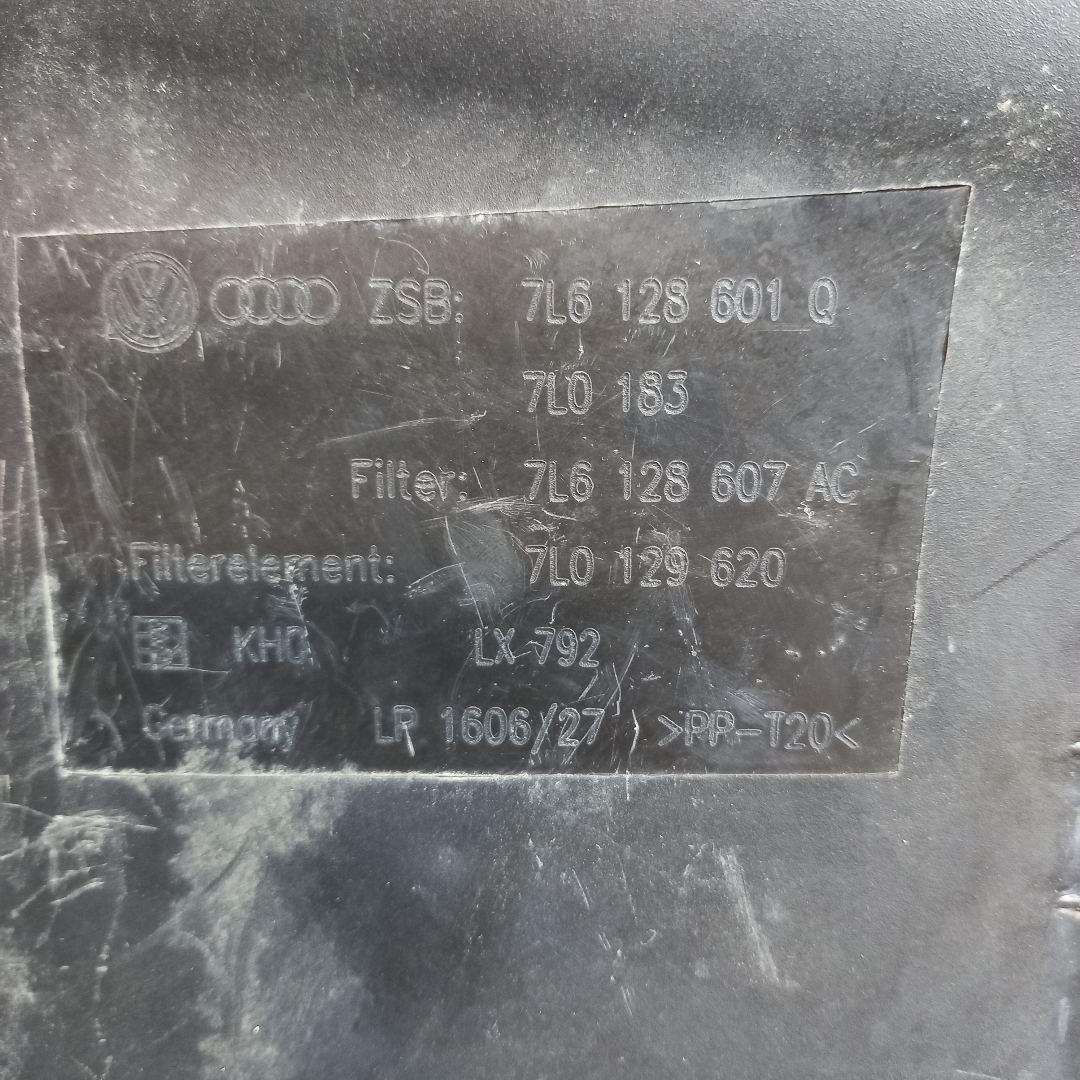 ZSB: 7L6 128 601 Q
7L0 183
Filter: 7L6 128 607 AC
Filterelement: 7L0 129 620
KHD LX 792
Germany LP 1606/27 >PP-T20<